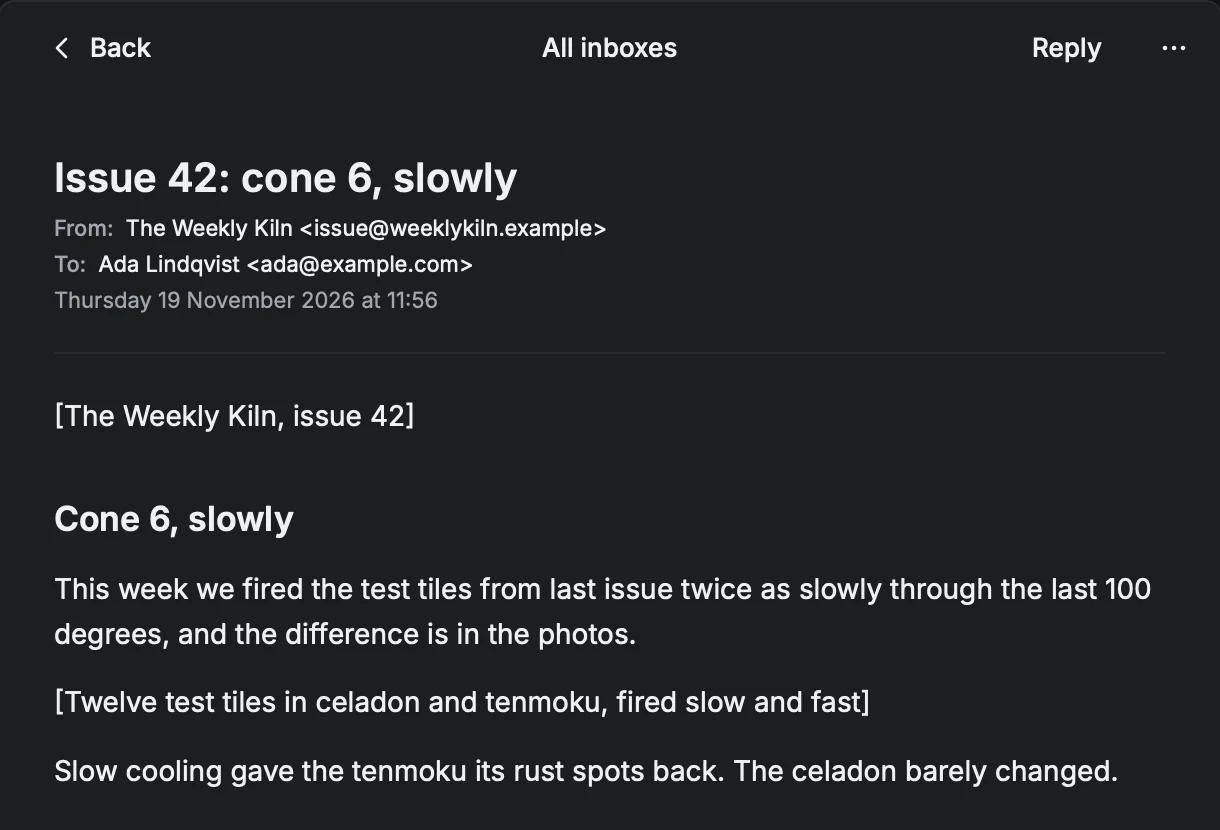 Back
All inboxes
Reply
Issue 42: cone 6, slowly
From: The Weekly Kiln <issue@weeklykiln.example>
To: Ada Lindqvist <ada@example.com>
Thursday 19 November 2026 at 11:56
[The Weekly Kiln, issue 42]
Cone 6, slowly
This week we fired the test tiles from last issue twice as slowly through the last 100
degrees, and the difference is in the photos.
[Twelve test tiles in celadon and tenmoku, fired slow and fast]
Slow cooling gave the tenmoku its rust spots back. The celadon barely changed.